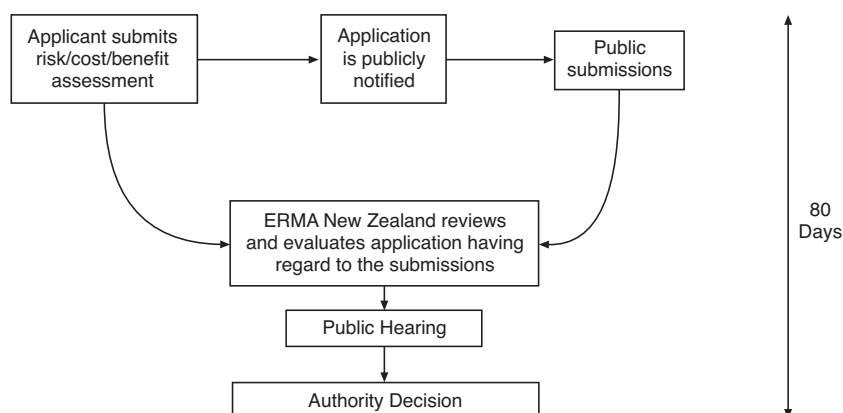 Applicant submits
risk/cost/benefit
assessment
Application
is publicly
notified
Public
submissions
ERMA New Zealand reviews
and evaluates application having
regard to the submissions
80
Days
Public Hearing
Authority Decision